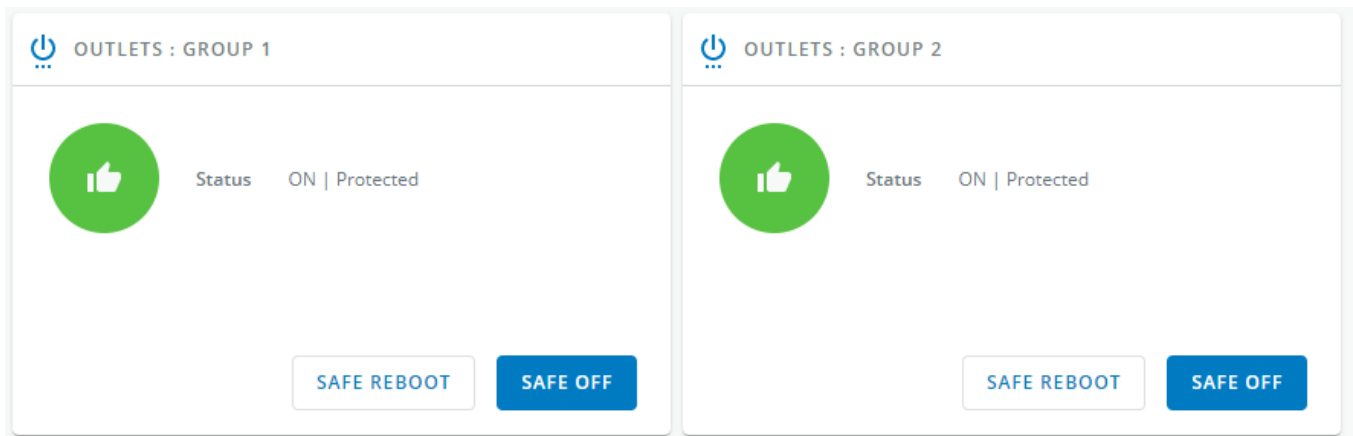 OUTLETS : GROUP 1
Status ON | Protected
SAFE REBOOT SAFE OFF
OUTLETS : GROUP 2
Status ON | Protected
SAFE REBOOT SAFE OFF